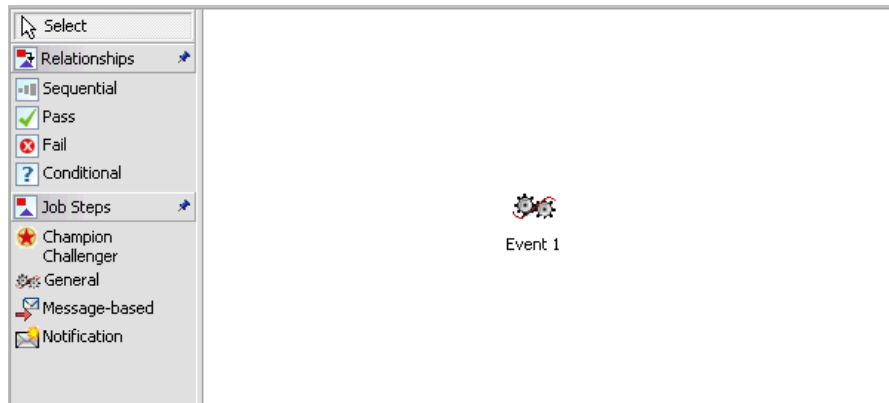 Select
Relationships
Sequential
Pass
Fail
Conditional
Job Steps
Champion
Challenger
General
Message-based
Notification
Event 1